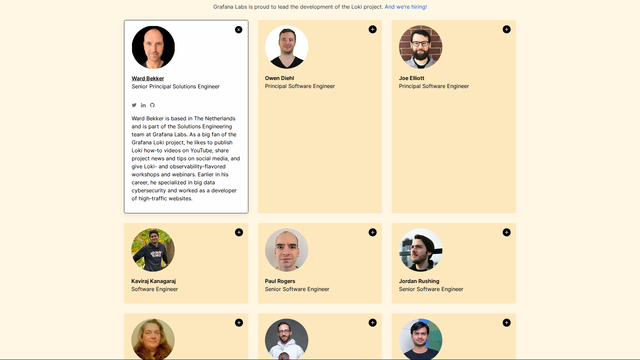 Grafana Labs is proud to lead the development of the Loki project. And we're hiring!
Ward Bekker
Senior Principal Solutions Engineer
Ward Bekker is based in The Netherlands
and is part of the Solutions Engineering
team at Grafana Labs. As a big fan of the
Grafana Loki project, he likes to publish
Loki how-to videos on YouTube, share
project news and tips on social media, and
give Loki- and observability-flavored
workshops and webinars. Earlier in his
career, he specialized in big data
cybersecurity and worked as a developer
of high-traffic websites.
Owen Diehl
Principal Software Engineer
Joe Elliott
Principal Software Engineer
Kaviraj Kanagaraj
Software Engineer
Paul Rogers
Senior Software Engineer
Jordan Rushing
Senior Software Engineer